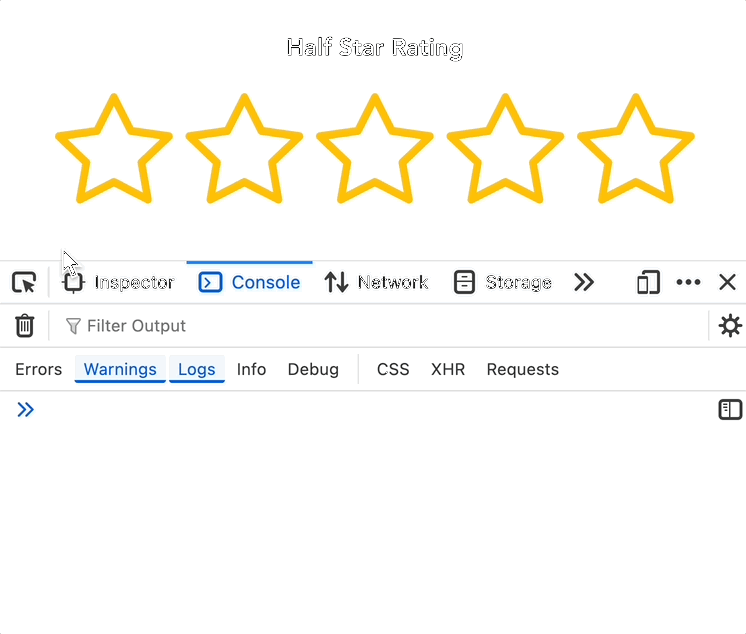 Half Star Rating
Inspector Console Network Storage
Filter Output
Errors Warnings Logs Info Debug CSS XHR Requests